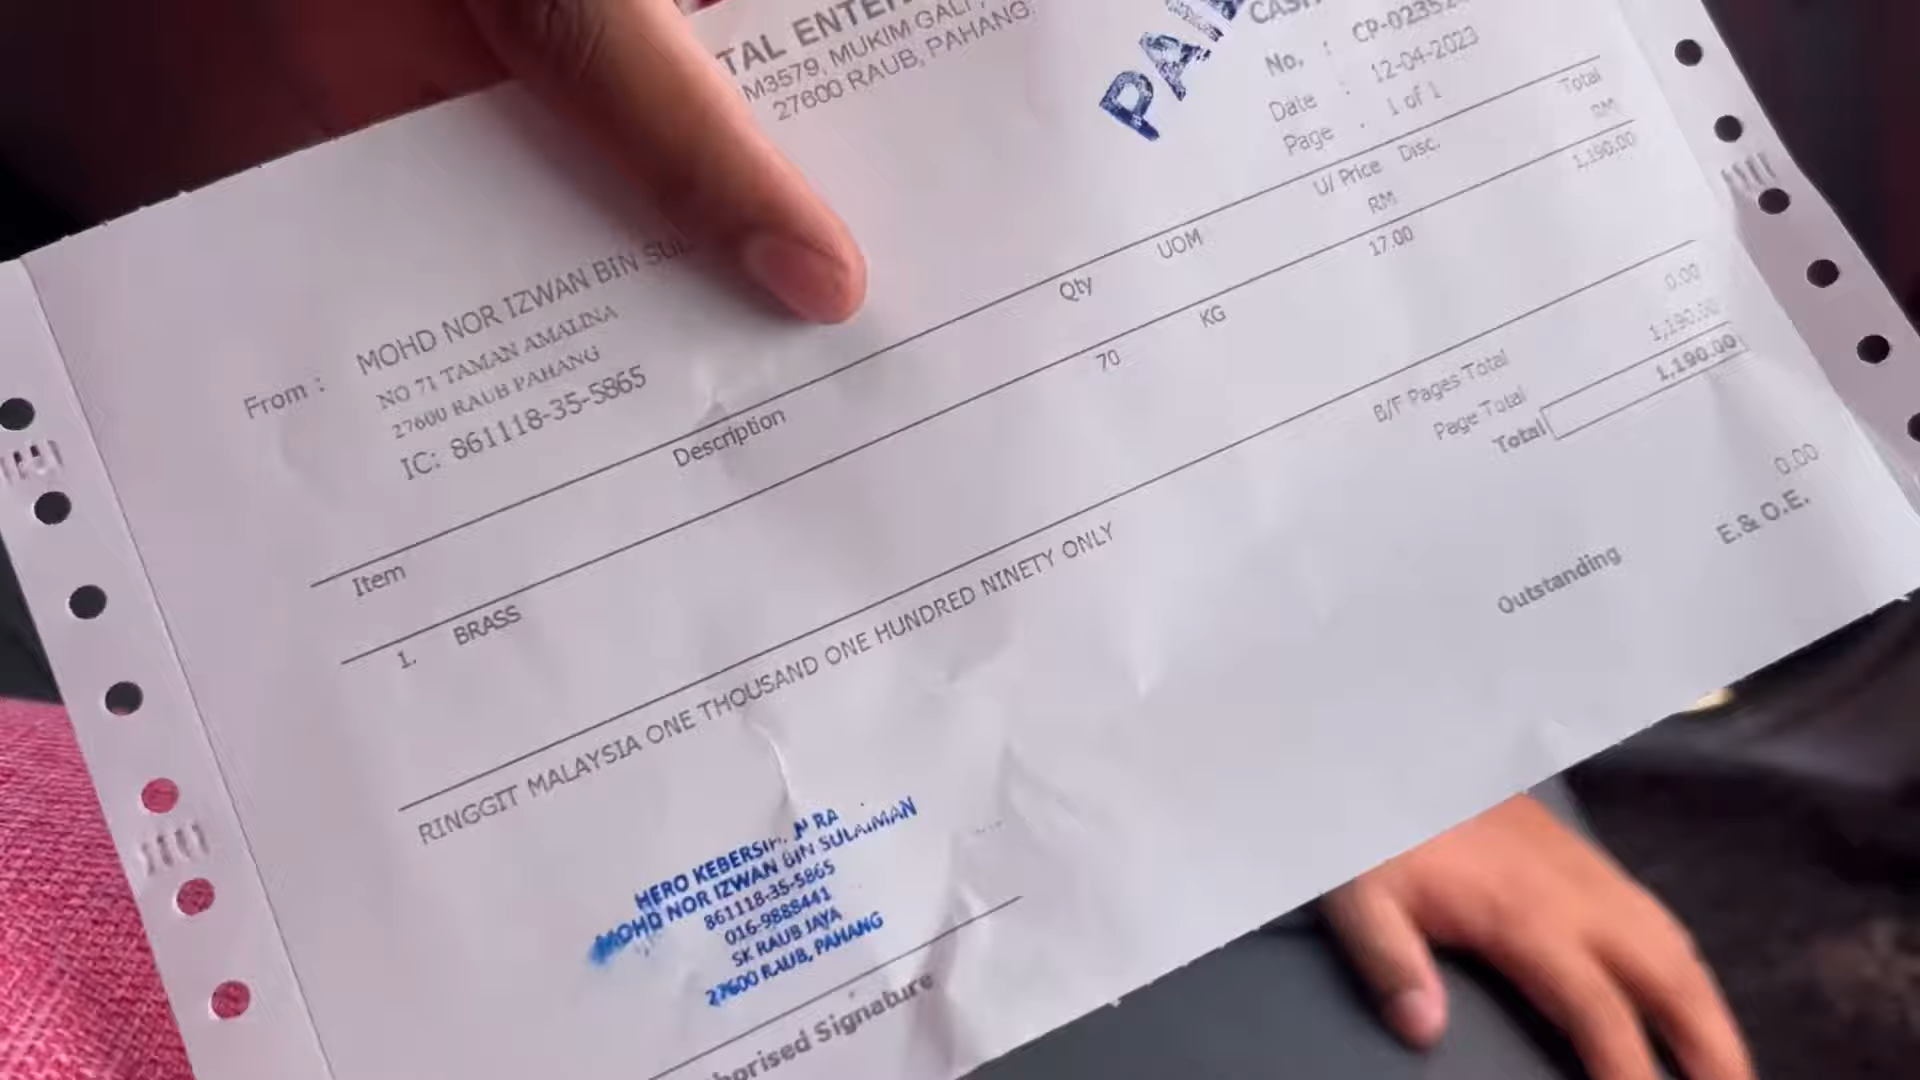 TAL ENTER
M3579, MUKIM GALI,
27600 RAUB, PAHANG
PAI
CASH
No. : CP-02352
Date : 12-04-2023
Page : 1 of 1
From : MOHD NOR IZWAN BIN SUL
NO 71 TAMAN AMALINA
27600 RAUB PAHANG
IC: 861118-35-5865
Item Description Qty UOM U/ Price Disc. Total
RM RM
1. BRASS 70 KG 17.00 1,190.00
B/F Pages Total 0.00
Page Total 1,190.00
Total 1,190.00
RINGGIT MALAYSIA ONE THOUSAND ONE HUNDRED NINETY ONLY
Outstanding 0.00
E.& O.E.
HERO KEBERSIH RA
MOHD NOR IZWAN BIN SULAIMAN
861118-35-5865
016-9888441
SK RAUB JAYA
27600 RAUB, PAHANG
horised Signature